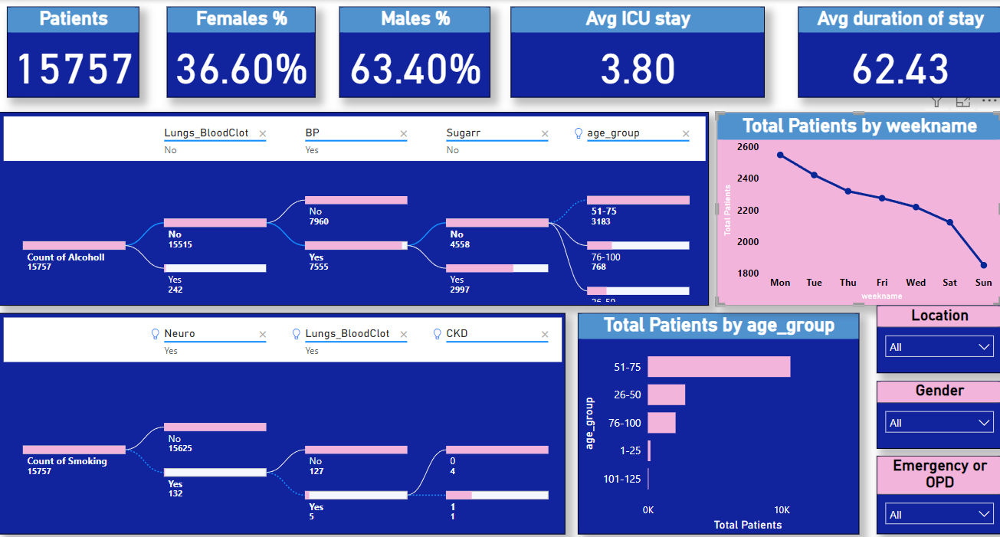 Patients
15757
Females %
36.60%
Males %
63.40%
Avg ICU stay
3.80
Avg duration of stay
62.43
Lungs_BloodClot
No
BP
Yes
Sugarr
No
age_group
Count of Alcoholl
15757
No
15515
Yes
242
No
7960
Yes
7555
No
4558
Yes
2997
51-75
3183
76-100
768
26-50
Total Patients by weekname
Total Patients
2600
2400
2200
2000
1800
Mon Tue Thu Fri Wed Sat Sun
weekname
Neuro
Yes
Lungs_BloodClot
Yes
CKD
Count of Smoking
15757
No
15625
Yes
132
No
127
Yes
5
0
4
1
1
Total Patients by age_group
age_group
51-75
26-50
76-100
1-25
101-125
0K 10K
Total Patients
Location
All
Gender
All
Emergency or
OPD
All